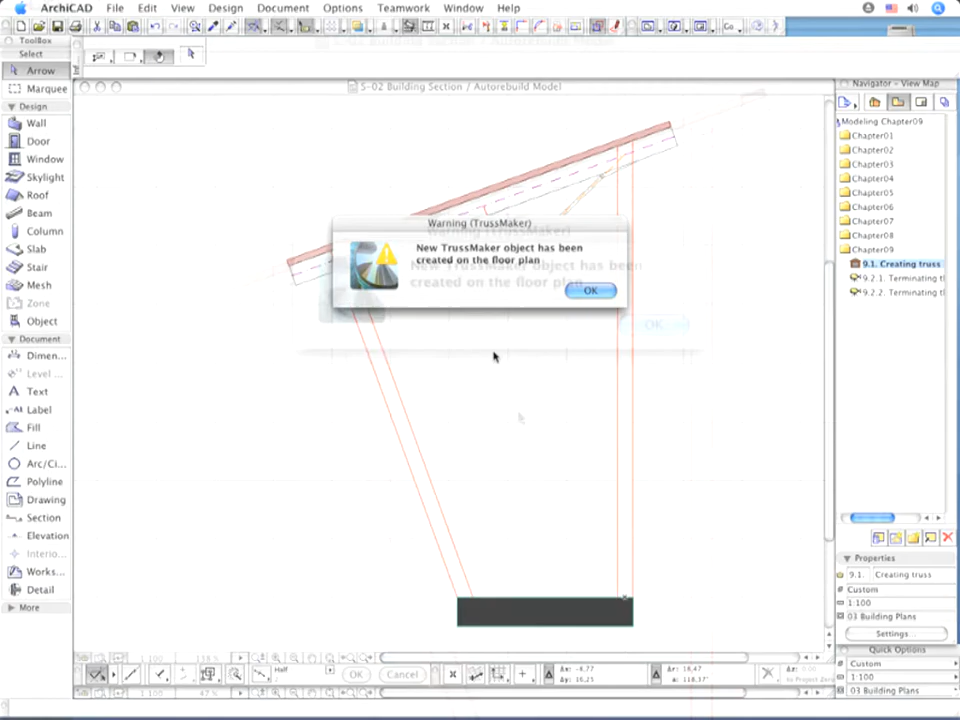 ArchiCAD File Edit View Design Document Options Teamwork Window Help
ToolBox
Select
Arrow
Marquee
Design
Wall
Door
Window
Skylight
Roof
Beam
Column
Slab
Stair
Mesh
Zone
Object
Document
Dimen...
Level ...
Text
Label
Fill
Line
Arc/Ci...
Polyline
Drawing
Section
Elevation
Interio...
Works...
Detail
More
S-02 Building Section / Autorebuild Model
Warning (TrussMaker)
New TrussMaker object has been
created on the floor plan
OK
Navigator - View Map
Modeling Chapter09
Chapter01
Chapter02
Chapter03
Chapter04
Chapter05
Chapter06
Chapter07
Chapter08
Chapter09
9.1. Creating truss
9.2.1. Terminating t
9.2.2. Terminating t
Properties
9.1. Creating truss
Custom
1:100
03 Building Plans
Settings...
Quick Options
Custom
1:100
03 Building Plans
Half
OK
Cancel
1:100